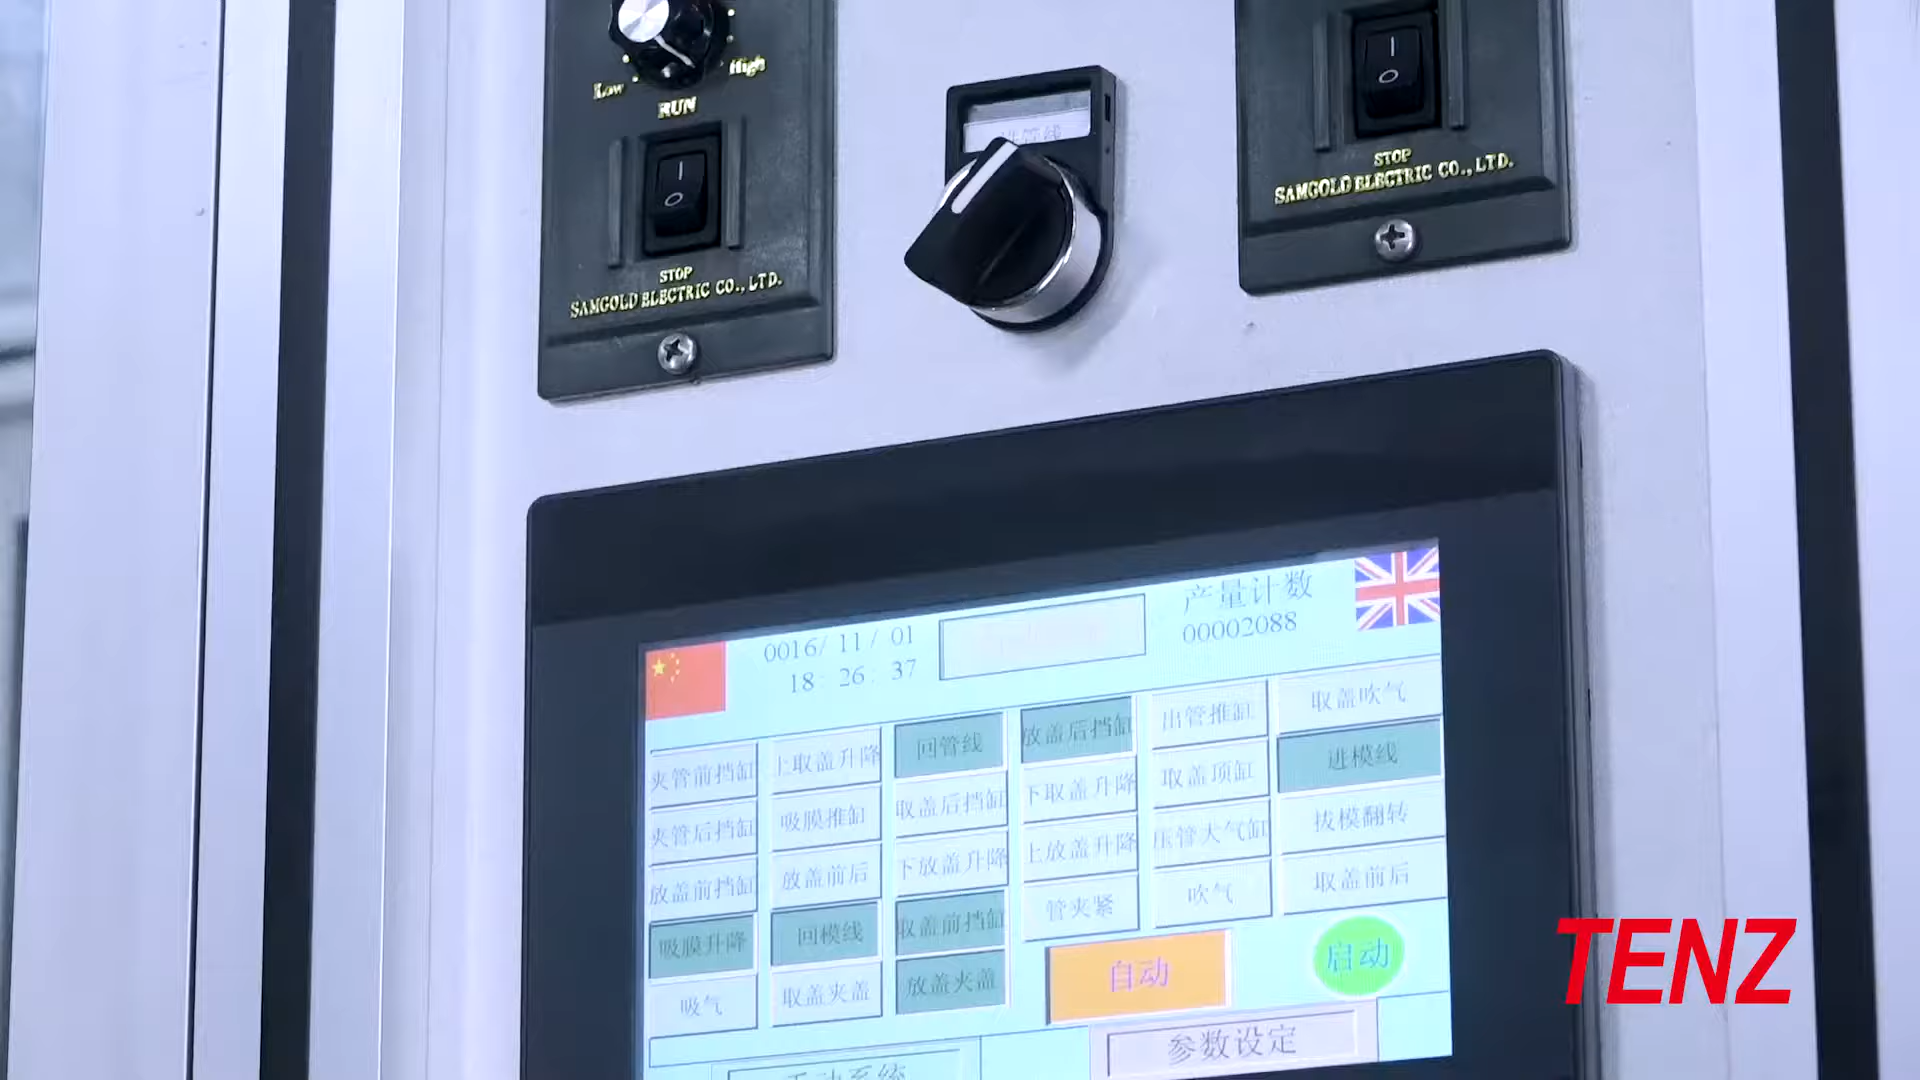 Low
High
RUN
STOP
SAMGOLD ELECTRIC CO., LTD.
进管线
STOP
SAMGOLD ELECTRIC CO., LTD.
0016/ 11/ 01
18: 26: 37
产量计数
00002088
夹管前挡缸
上取盖升降
回管线
放盖后挡缸
出管推缸
取盖吹气
夹管后挡缸
吸膜推缸
取盖后挡缸
下取盖升降
取盖顶缸
进模线
放盖前挡缸
放盖前后
下放盖升降
上放盖升降
压管大气缸
拔模翻转
吸膜升降
回模线
取盖前挡缸
管夹紧
吹气
取盖前后
吸气
取盖夹盖
放盖夹盖
自动
启动
手动系统
参数设定
TENZ